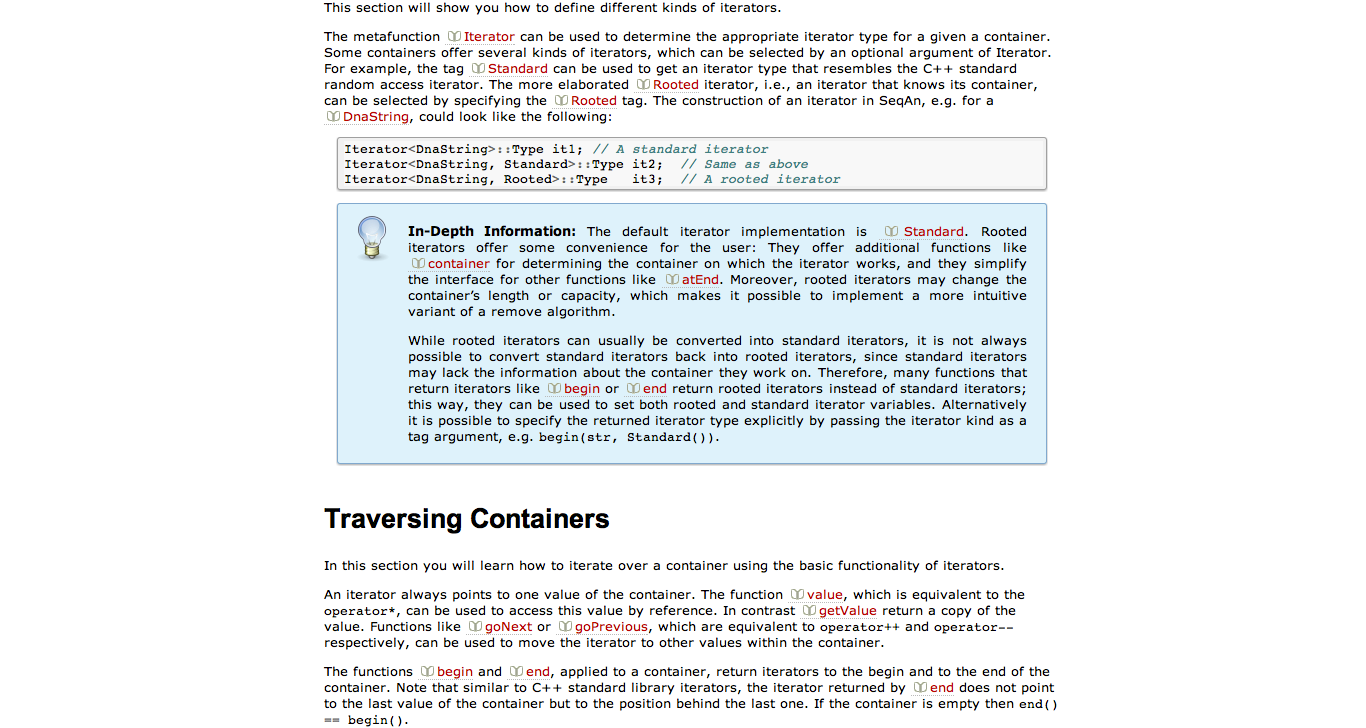 This section will show you how to define different kinds of iterators.
The metafunction Iterator can be used to determine the appropriate iterator type for a given a container.
Some containers offer several kinds of iterators, which can be selected by an optional argument of Iterator.
For example, the tag Standard can be used to get an iterator type that resembles the C++ standard
random access iterator. The more elaborated Rooted iterator, i.e., an iterator that knows its container,
can be selected by specifying the Rooted tag. The construction of an iterator in SeqAn, e.g. for a
DnaString, could look like the following:
Iterator<DnaString>::Type it1; // A standard iterator
Iterator<DnaString, Standard>::Type it2;  // Same as above
Iterator<DnaString, Rooted>::Type   it3;  // A rooted iterator
In-Depth Information: The default iterator implementation is Standard. Rooted
iterators offer some convenience for the user: They offer additional functions like
container for determining the container on which the iterator works, and they simplify
the interface for other functions like atEnd. Moreover, rooted iterators may change the
container’s length or capacity, which makes it possible to implement a more intuitive
variant of a remove algorithm.
While rooted iterators can usually be converted into standard iterators, it is not always
possible to convert standard iterators back into rooted iterators, since standard iterators
may lack the information about the container they work on. Therefore, many functions that
return iterators like begin or end return rooted iterators instead of standard iterators;
this way, they can be used to set both rooted and standard iterator variables. Alternatively
it is possible to specify the returned iterator type explicitly by passing the iterator kind as a
tag argument, e.g. begin(str, Standard()).
Traversing Containers
In this section you will learn how to iterate over a container using the basic functionality of iterators.
An iterator always points to one value of the container. The function value, which is equivalent to the
operator*, can be used to access this value by reference. In contrast getValue return a copy of the
value. Functions like goNext or goPrevious, which are equivalent to operator++ and operator--
respectively, can be used to move the iterator to other values within the container.
The functions begin and end, applied to a container, return iterators to the begin and to the end of the
container. Note that similar to C++ standard library iterators, the iterator returned by end does not point
to the last value of the container but to the position behind the last one. If the container is empty then end()
== begin().